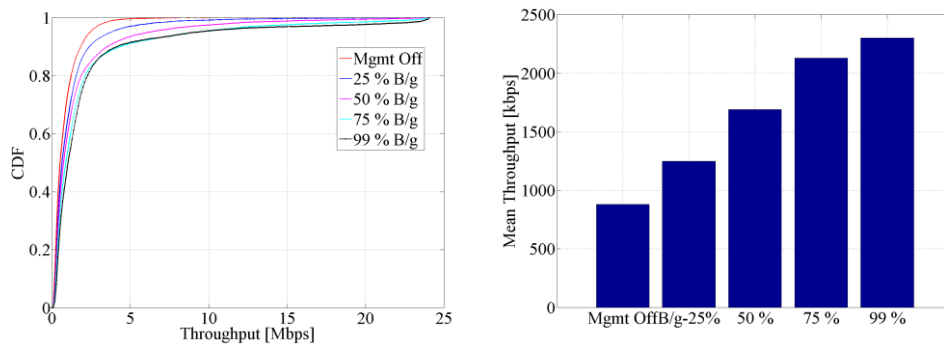 1
0.8
0.6
0.4
0.2
0
CDF
Mgmt Off
25 % B/g
50 % B/g
75 % B/g
99 % B/g
0 5 10 15 20 25
Throughput [Mbps]
2500
2000
1500
1000
500
0
Mean Throughput [kbps]
Mgmt Off B/g-25% 50 % 75 % 99 %